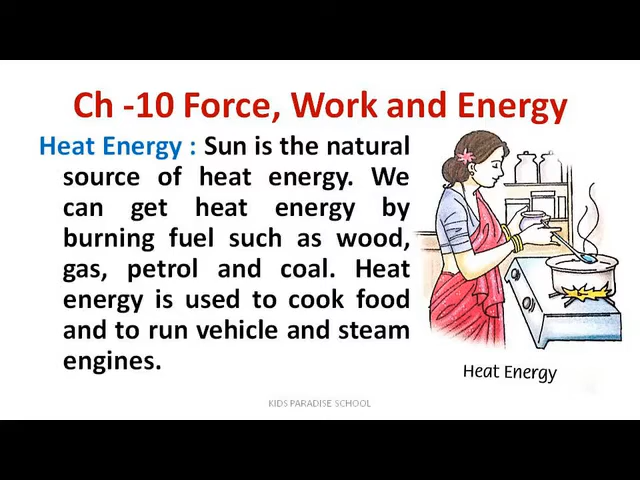 Ch -10 Force, Work and Energy
Heat Energy : Sun is the natural
source of heat energy. We
can get heat energy by
burning fuel such as wood,
gas, petrol and coal. Heat
energy is used to cook food
and to run vehicle and steam
engines.
Heat Energy
KIDS PARADISE SCHOOL